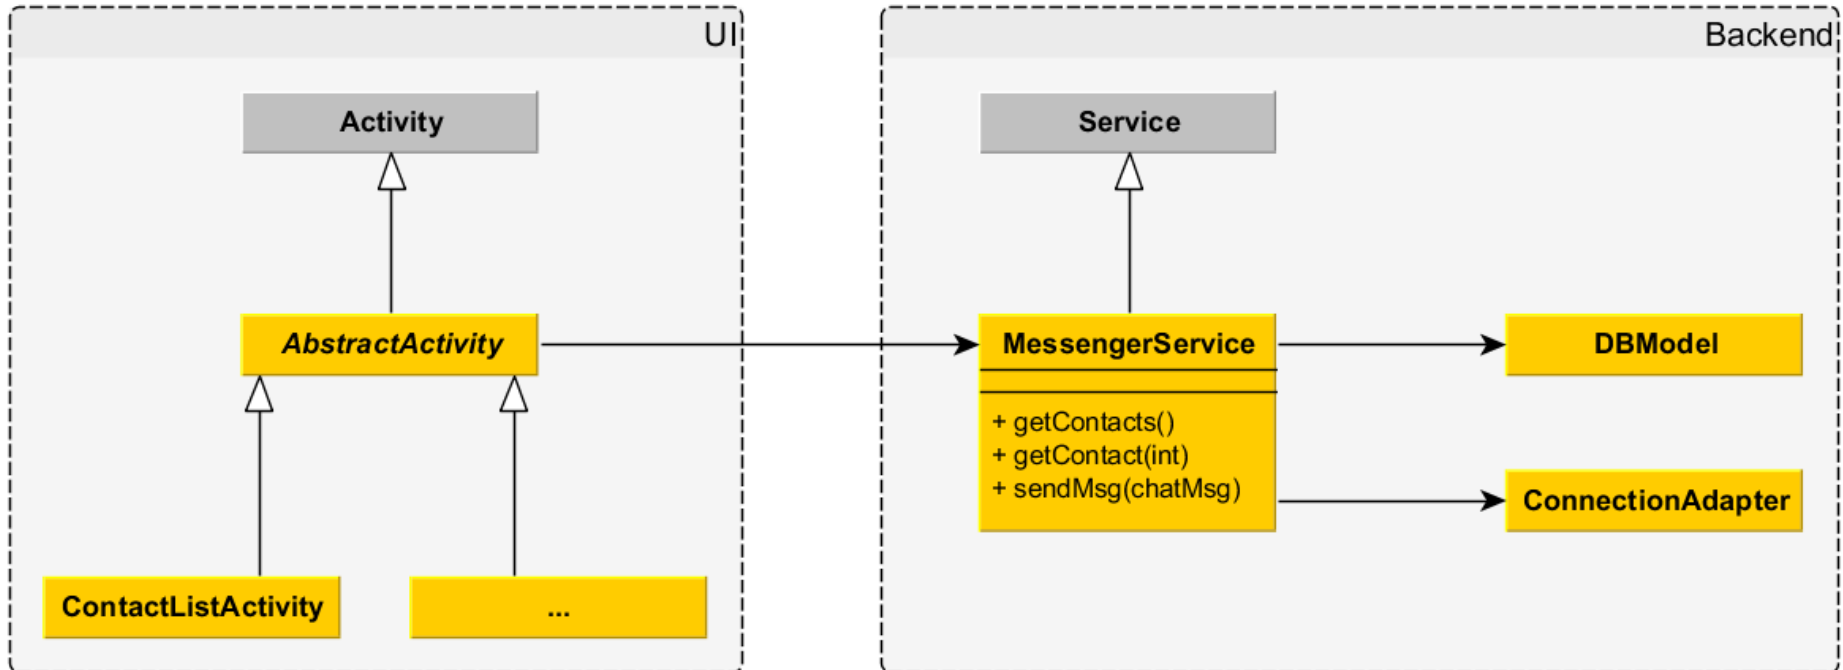 UI
Backend
Activity
Service
AbstractActivity
MessengerService
DBModel
+ getContacts()
+ getContact(int)
+ sendMsg(chatMsg)
ConnectionAdapter
ContactListActivity
...